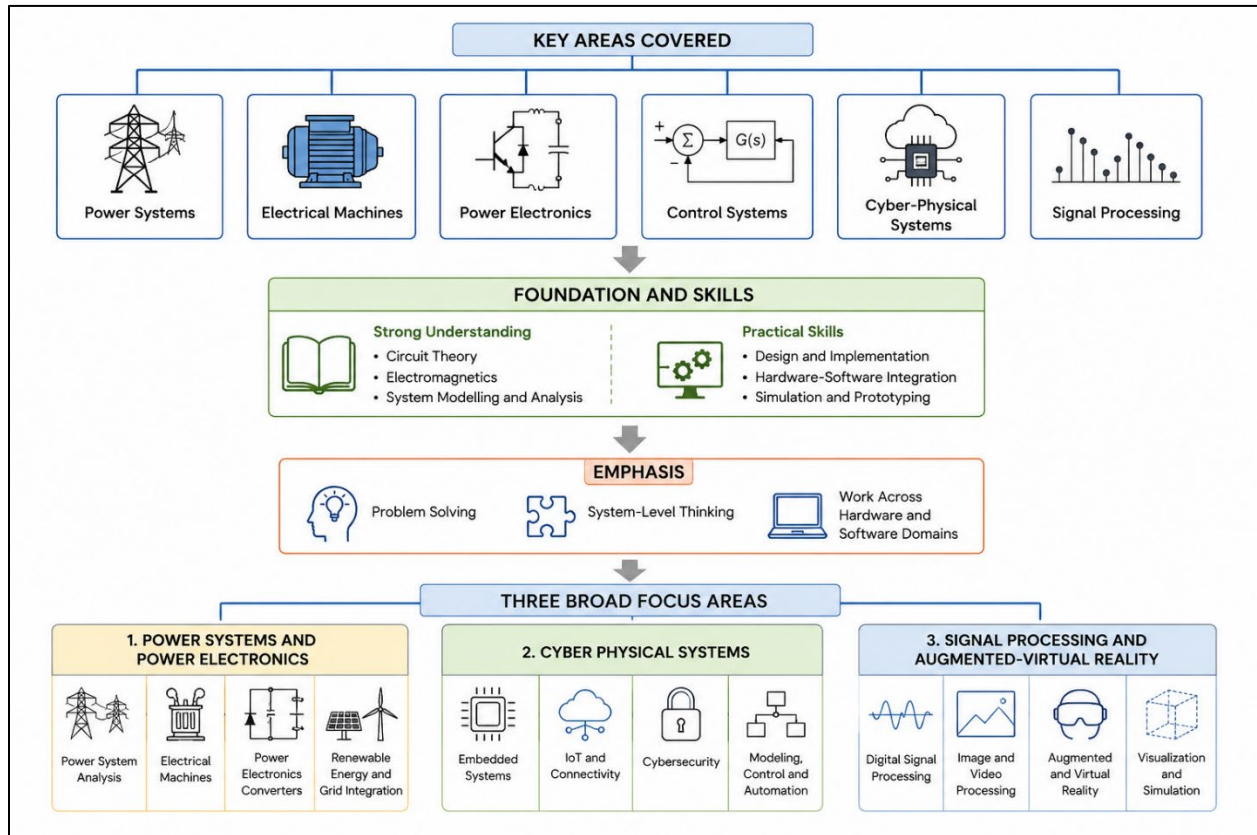 KEY AREAS COVERED
Power Systems
Electrical Machines
Power Electronics
+
Σ
−
G(s)
Control Systems
Cyber-Physical
Systems
Signal Processing
FOUNDATION AND SKILLS
Strong Understanding
• Circuit Theory
• Electromagnetics
• System Modelling and Analysis
Practical Skills
• Design and Implementation
• Hardware-Software Integration
• Simulation and Prototyping
EMPHASIS
Problem Solving
System-Level Thinking
Work Across
Hardware and
Software Domains
THREE BROAD FOCUS AREAS
1. POWER SYSTEMS AND
POWER ELECTRONICS
Power System
Analysis
Electrical
Machines
Power
Electronics
Converters
Renewable
Energy and
Grid Integration
2. CYBER PHYSICAL SYSTEMS
Embedded
Systems
IoT and
Connectivity
Cybersecurity
Modeling,
Control and
Automation
3. SIGNAL PROCESSING AND
AUGMENTED-VIRTUAL REALITY
Digital Signal
Processing
Image and
Video
Processing
Augmented
and Virtual
Reality
Visualization
and
Simulation